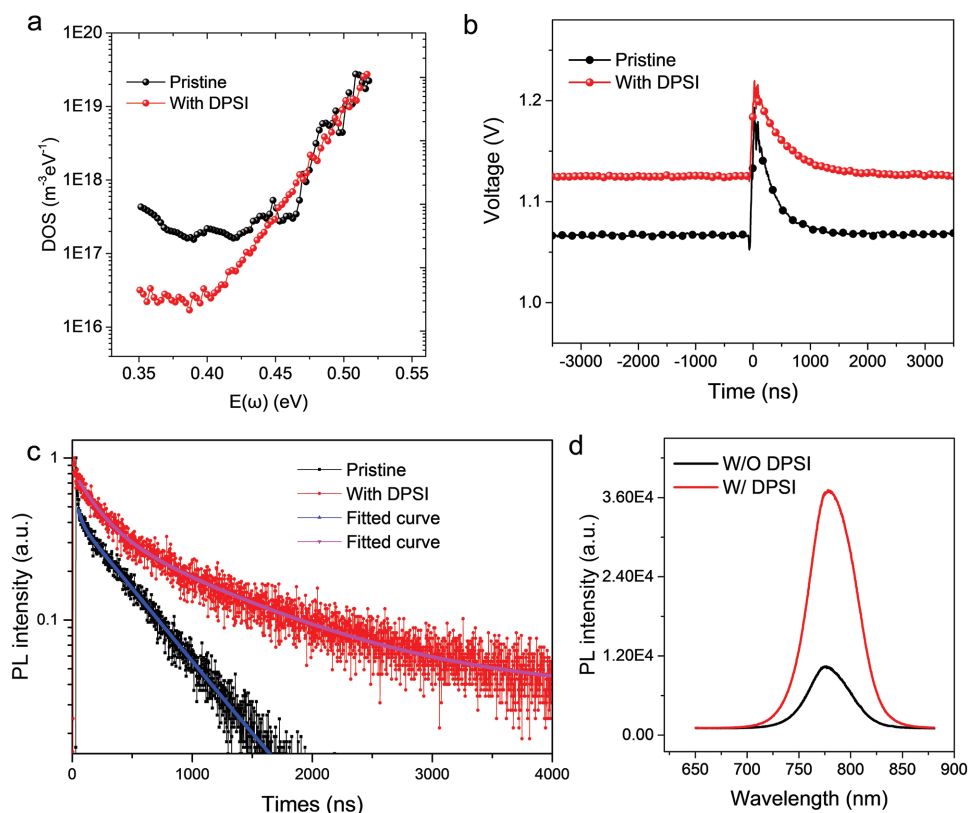 a
DOS (m⁻³eV⁻¹)
1E20
1E19
1E18
1E17
1E16
Pristine
With DPSI
0.35 0.40 0.45 0.50 0.55
E(ω) (eV)
b
Voltage (V)
1.2
1.1
1.0
Pristine
With DPSI
-3000 -2000 -1000 0 1000 2000 3000
Time (ns)
c
PL intensity (a.u.)
1
0.1
Pristine
With DPSI
Fitted curve
Fitted curve
0 1000 2000 3000 4000
Times (ns)
d
PL intensity (a.u.)
3.60E4
2.40E4
1.20E4
0.00
W/O DPSI
W/ DPSI
650 700 750 800 850 900
Wavelength (nm)